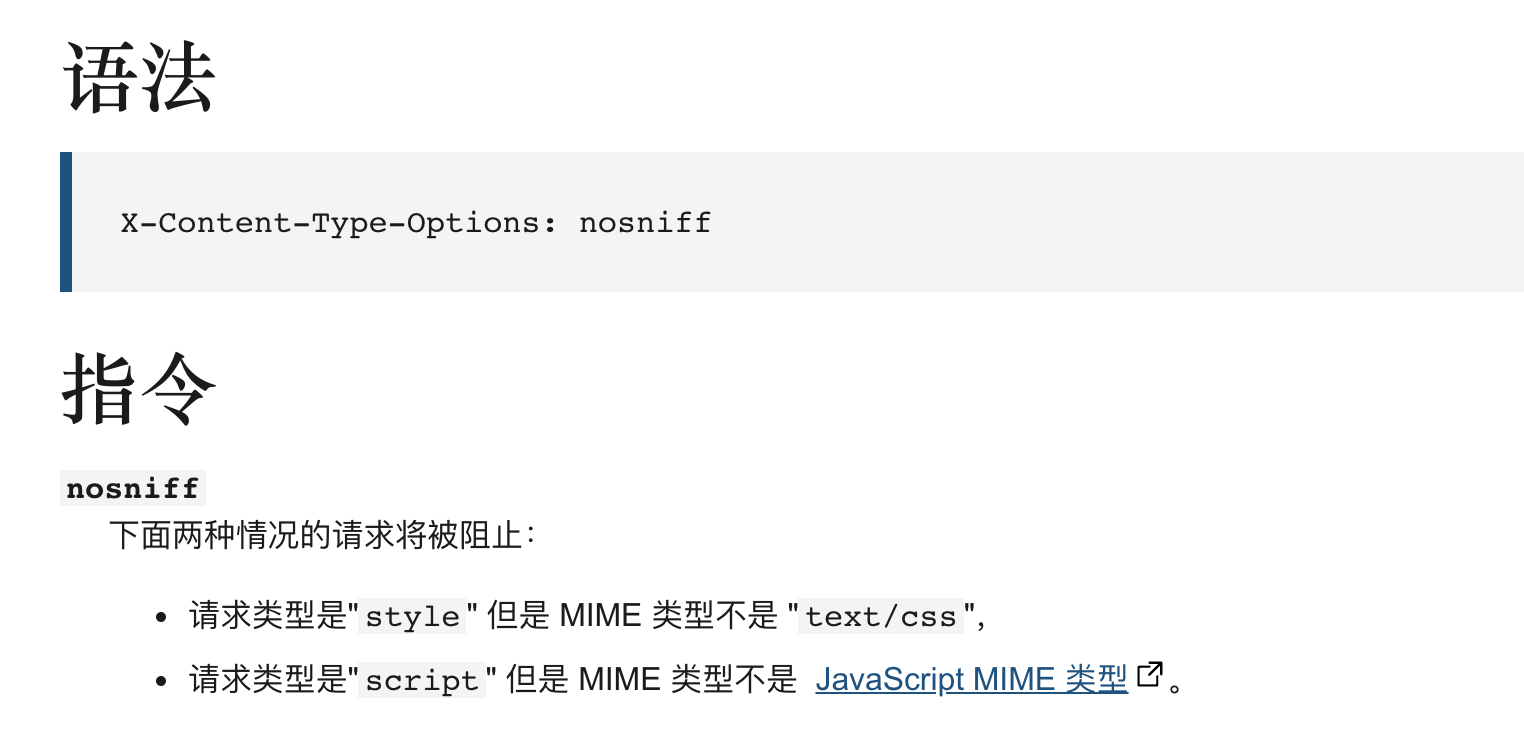 语法
X-Content-Type-Options: nosniff
指令
nosniff
下面两种情况的请求将被阻止：
• 请求类型是"style" 但是 MIME 类型不是 "text/css",
• 请求类型是"script" 但是 MIME 类型不是 JavaScript MIME 类型。